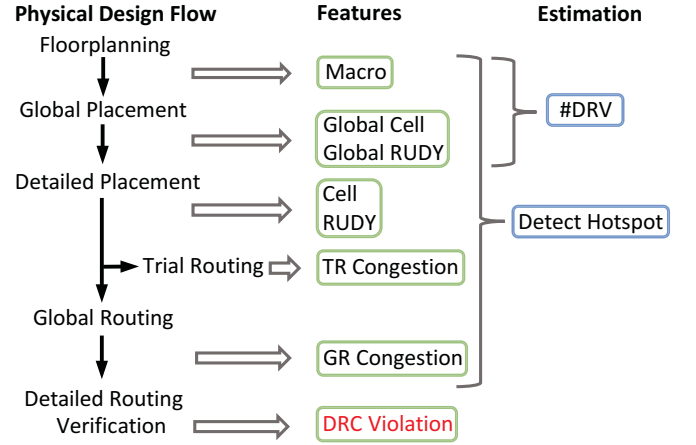 Physical Design Flow Features Estimation
Floorplanning
Macro
Global Placement
#DRV
Global Cell
Global RUDY
Detailed Placement
Cell
RUDY
Detect Hotspot
Trial Routing TR Congestion
Global Routing
GR Congestion
Detailed Routing
Verification DRC Violation